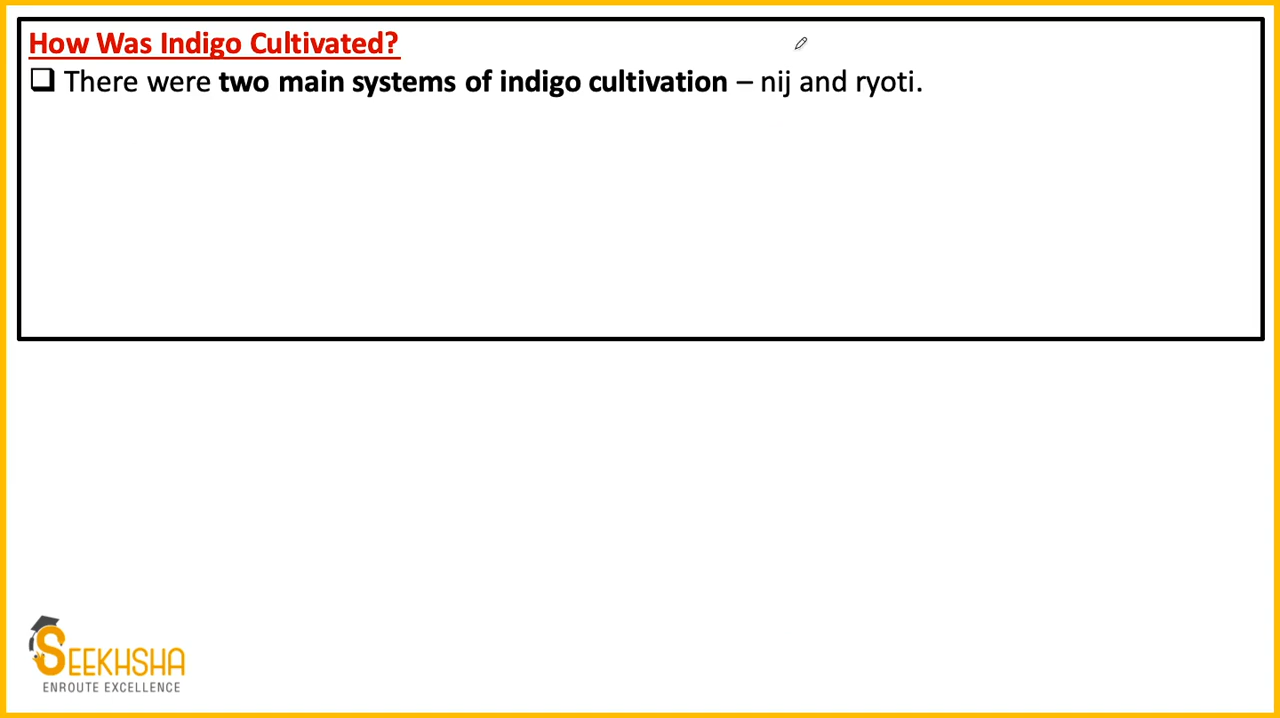 How Was Indigo Cultivated?
❑ There were two main systems of indigo cultivation – nij and ryoti.
SEEKHSHA
ENROUTE EXCELLENCE